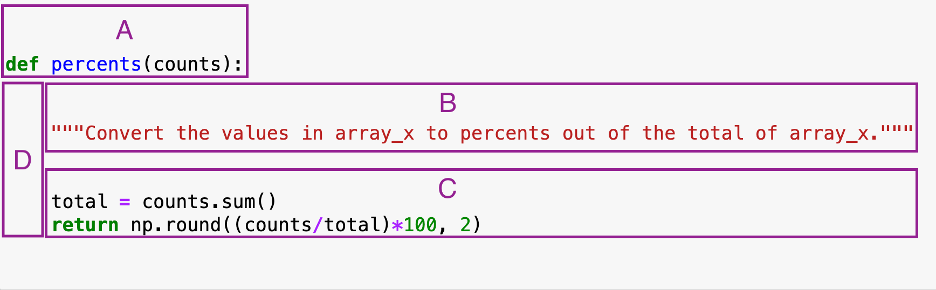 A
def percents(counts):
B
"""Convert the values in array_x to percents out of the total of array_x."""
D
C
total = counts.sum()
return np.round((counts/total)*100, 2)